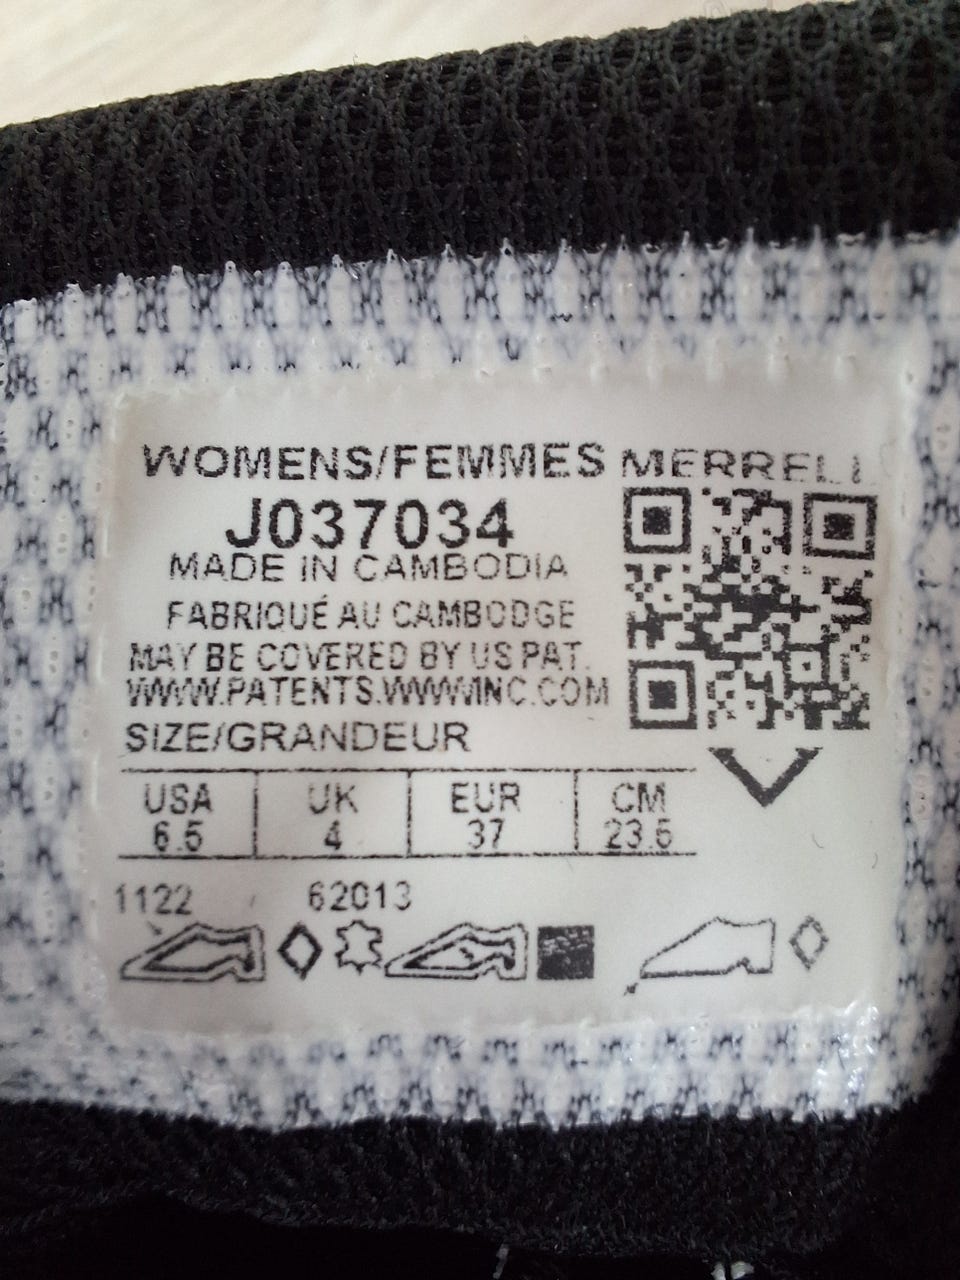 WOMENS/FEMMES MERRELL
J037034
MADE IN CAMBODIA
FABRIQUÉ AU CAMBODGE
MAY BE COVERED BY US PAT.
WWW.PATENTS.WWWINC.COM
SIZE/GRANDEUR
USA UK EUR CM
6.5 4 37 23.5
1122 62013